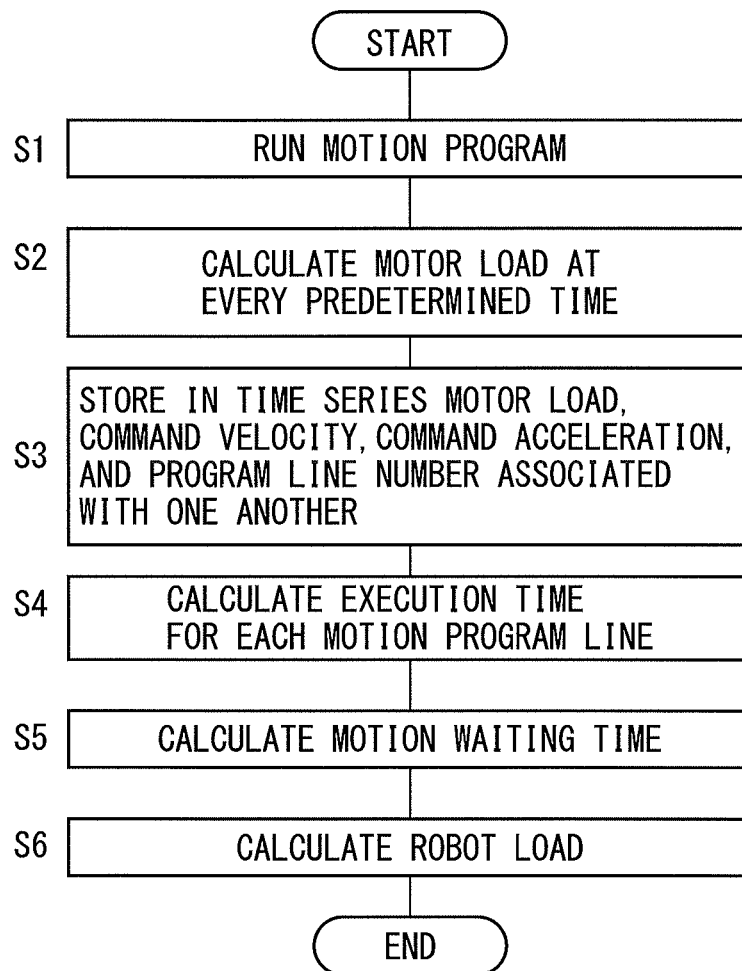 START
S1
RUN MOTION PROGRAM
S2
CALCULATE MOTOR LOAD AT
EVERY PREDETERMINED TIME
S3
STORE IN TIME SERIES MOTOR LOAD,
COMMAND VELOCITY, COMMAND ACCELERATION,
AND PROGRAM LINE NUMBER ASSOCIATED
WITH ONE ANOTHER
S4
CALCULATE EXECUTION TIME
FOR EACH MOTION PROGRAM LINE
S5
CALCULATE MOTION WAITING TIME
S6
CALCULATE ROBOT LOAD
END